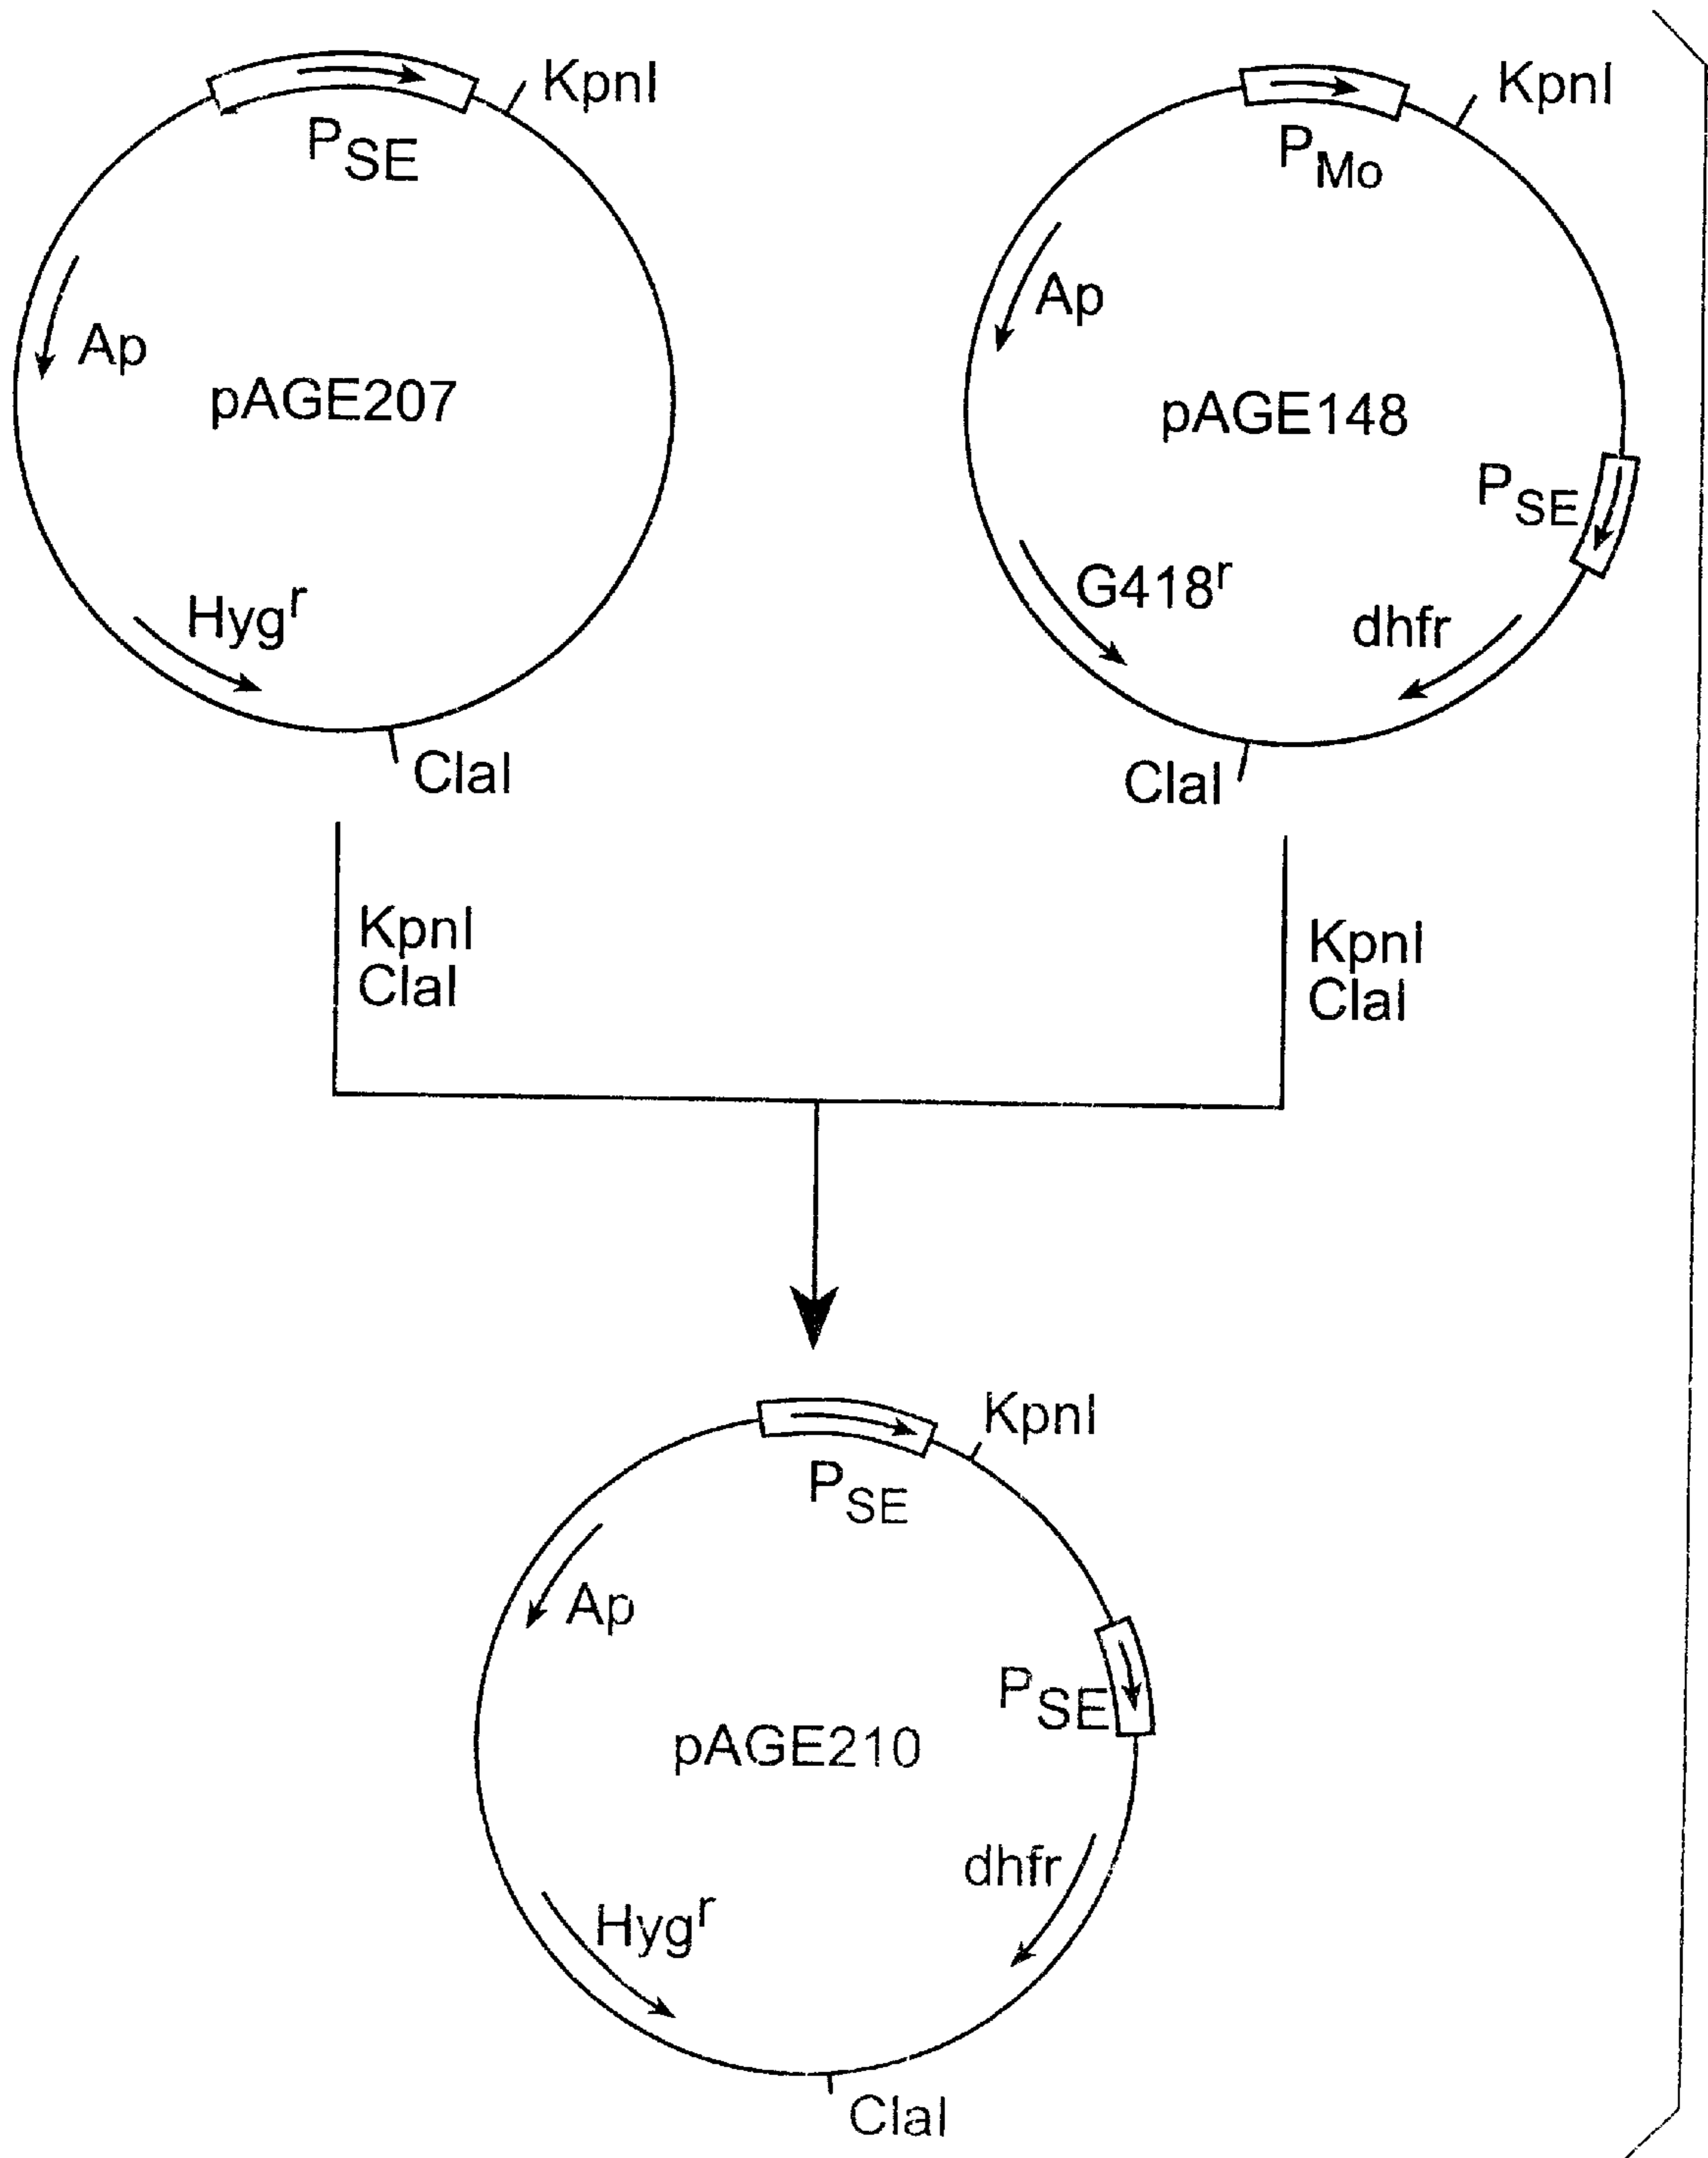 KpnI
PSE
Ap
pAGE207
Hygr
ClaI
KpnI
PMo
Ap
pAGE148
PSE
G418r
dhfr
ClaI
KpnI
ClaI
KpnI
ClaI
KpnI
PSE
Ap
PSE
pAGE210
dhfr
Hygr
ClaI